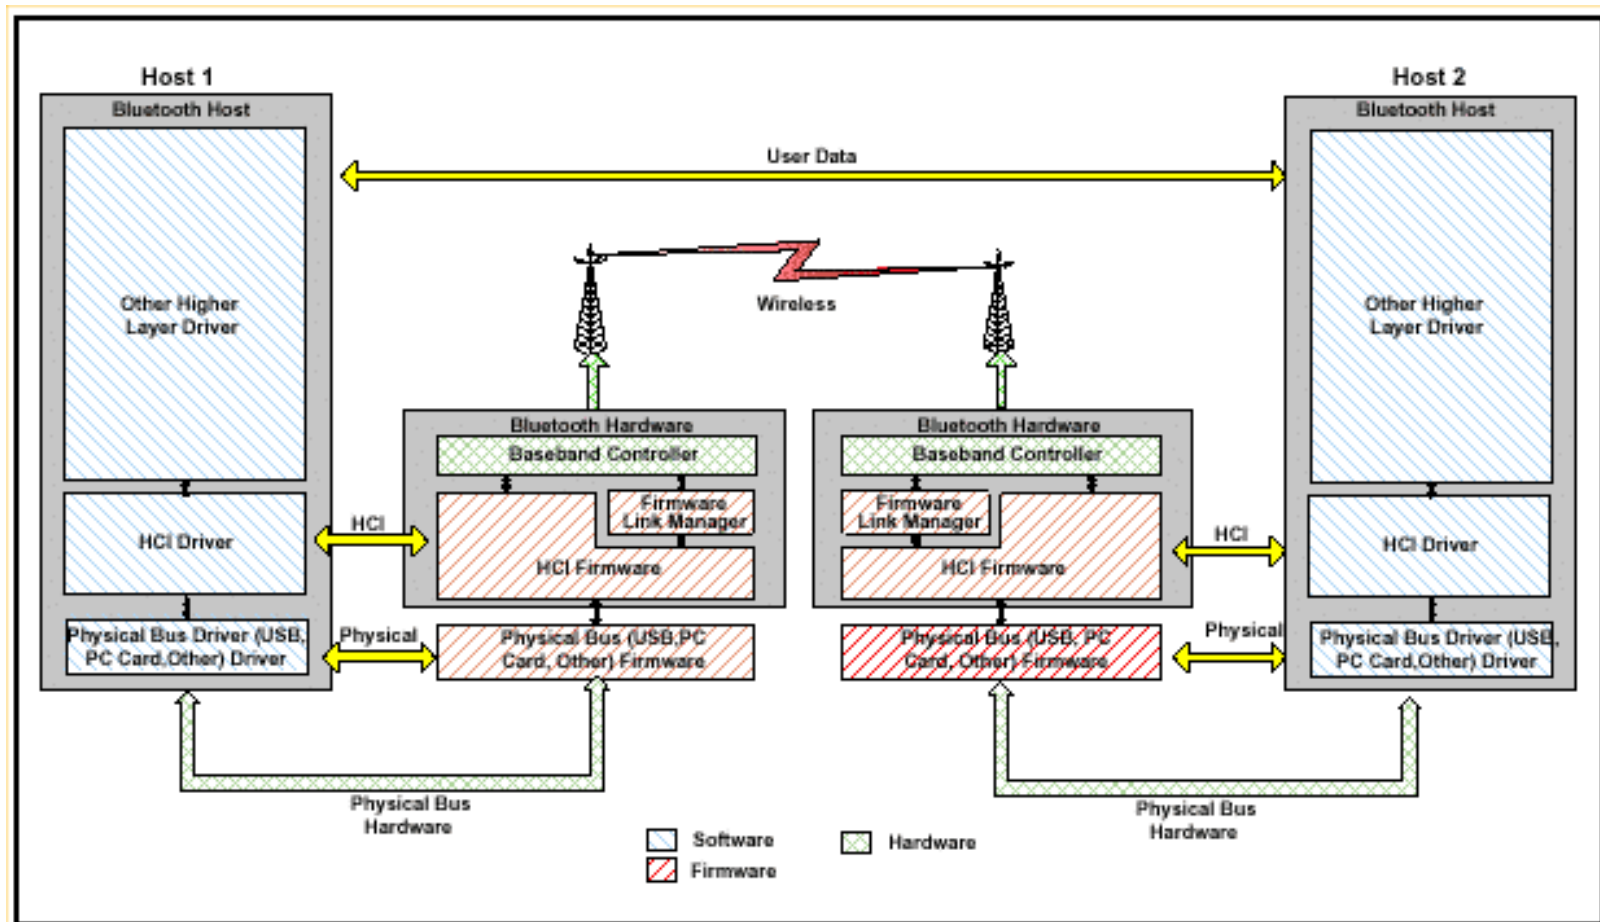 Host 1
Host 2
Bluetooth Host
Bluetooth Host
User Data
Wireless
Other Higher
Layer Driver
Other Higher
Layer Driver
Bluetooth Hardware
Baseband Controller
Firmware
Link Manager
HCI Firmware
Bluetooth Hardware
Baseband Controller
Firmware
Link Manager
HCI Firmware
HCI
HCI Driver
HCI
HCI Driver
Physical Bus Driver (USB,
PC Card,Other) Driver
Physical
Physical Bus (USB,PC
Card, Other) Firmware
Physical Bus (USB, PC
Card, Other) Firmware
Physical
Physical Bus Driver (USB,
PC Card,Other) Driver
Physical Bus
Hardware
Physical Bus
Hardware
Software
Hardware
Firmware